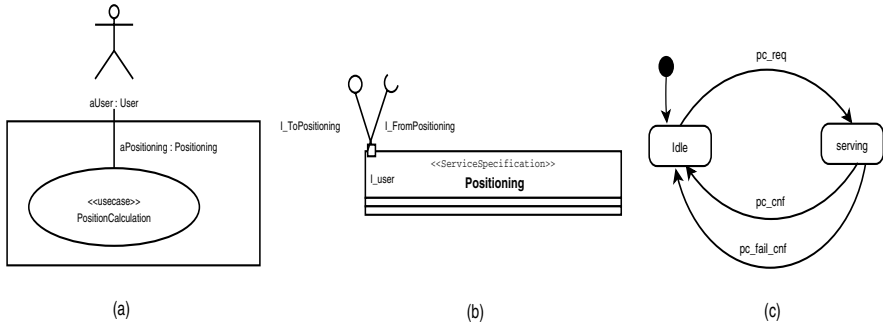 aUser : User
aPositioning : Positioning
<<usecase>>
PositionCalculation
(a)
I_ToPositioning
I_FromPositioning
<<ServiceSpecification>>
I_user
Positioning
(b)
pc_req
Idle
serving
pc_cnf
pc_fail_cnf
(c)